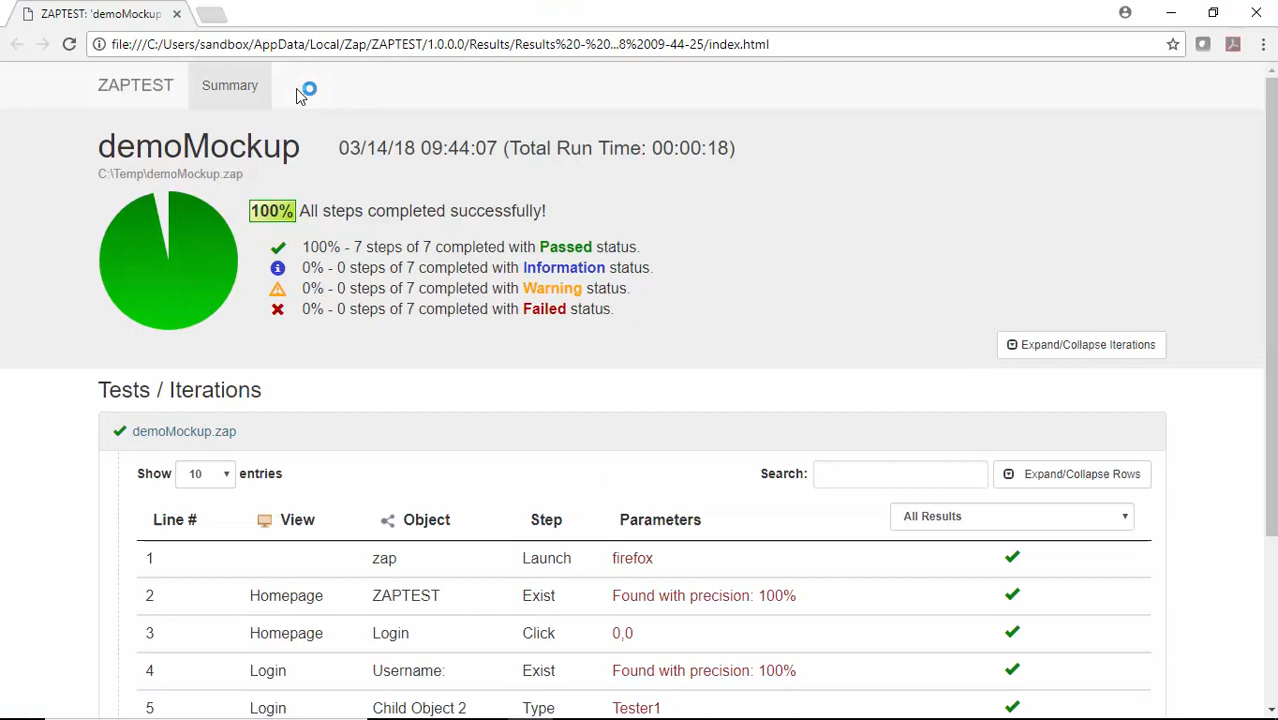 ZAPTEST: 'demoMockup
file:///C:/Users/sandbox/AppData/Local/Zap/ZAPTEST/1.0.0.0/Results/Results%20-%20...8%2009-44-25/index.html
ZAPTEST Summary
demoMockup 03/14/18 09:44:07 (Total Run Time: 00:00:18)
C:\Temp\demoMockup.zap
100% All steps completed successfully!
100% - 7 steps of 7 completed with Passed status.
0% - 0 steps of 7 completed with Information status.
0% - 0 steps of 7 completed with Warning status.
0% - 0 steps of 7 completed with Failed status.
Expand/Collapse Iterations
Tests / Iterations
demoMockup.zap
Show 10 entries Search: Expand/Collapse Rows
Line # View Object Step Parameters All Results
1 zap Launch firefox
2 Homepage ZAPTEST Exist Found with precision: 100%
3 Homepage Login Click 0,0
4 Login Username: Exist Found with precision: 100%
5 Login Child Object 2 Type Tester1